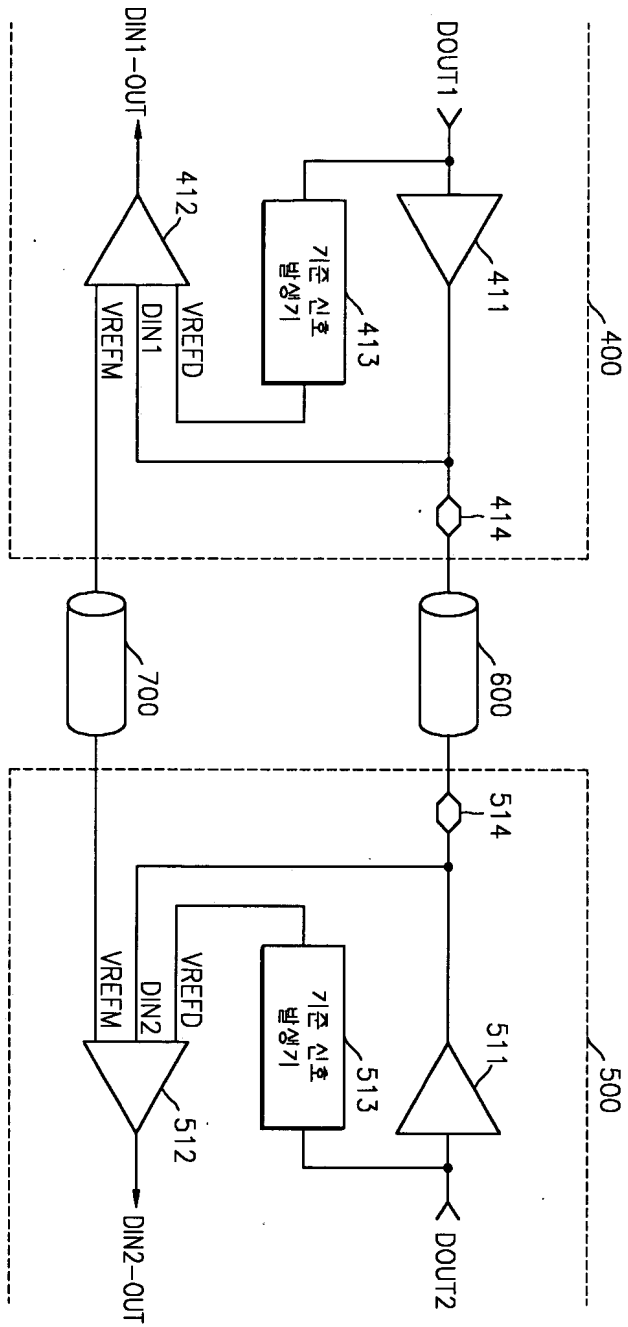 400
500
DOUT1
411
414
600
514
511
DOUT2
413
기준 신호
발생기
513
기준 신호
발생기
VREFD
DIN1
VREFM
412
DIN1-OUT
700
VREFD
DIN2
VREFM
512
DIN2-OUT